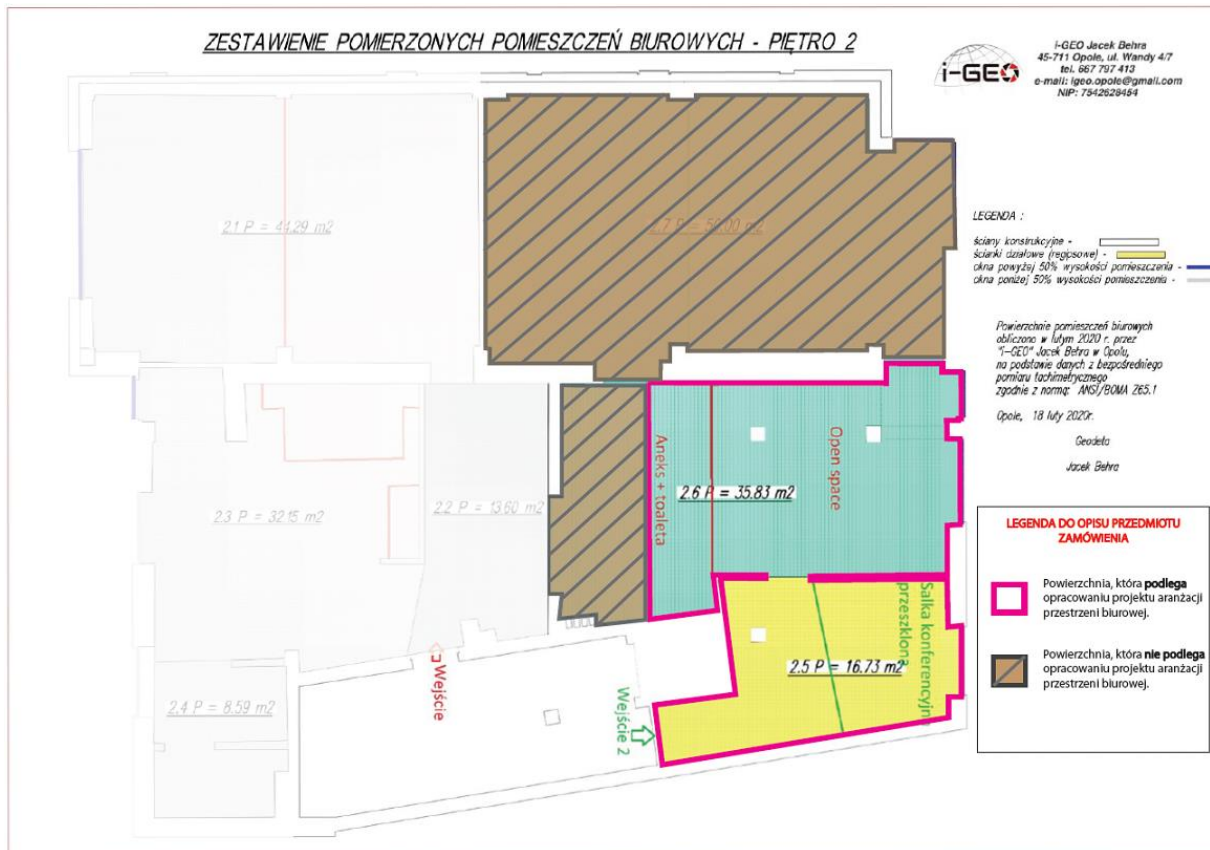 ZESTAWIENIE POMIERZONYCH POMIESZCZEŃ BIUROWYCH - PIĘTRO 2
i-GEO
i-GEO Jacek Behra
45-711 Opole, ul. Wandy 4/7
tel. 667 797 413
e-mail: igeo.opole@gmail.com
NIP: 7542628454
2.1 P = 44.29 m2
2.7 P = 56.00 m2
LEGENDA :
ściany konstrukcyjne -
ścianki działowe (regipsowe) -
okna powyżej 50% wysokości pomieszczenia -
okna poniżej 50% wysokości pomieszczenia -
Powierzchnie pomieszczeń biurowych
obliczono w lutym 2020 r. przez
"i-GEO" Jacek Behra w Opolu,
na podstawie danych z bezpośredniego
pomiaru tachimetrycznego
zgodnie z normą: ANSI/BOMA Z65.1
Opole, 18 luty 2020r.
Geodeta
Jacek Behra
Aneks + toaleta
Open space
2.6 P = 35.83 m2
2.3 P = 32.15 m2
2.2 P = 13.60 m2
Salka konferencyjna
przeszklona
2.5 P = 16.73 m2
2.4 P = 8.59 m2
Wejście
Wejście 2
LEGENDA DO OPISU PRZEDMIOTU
ZAMÓWIENIA
Powierzchnia, która podlega
opracowaniu projektu aranżacji
przestrzeni biurowej.
Powierzchnia, która nie podlega
opracowaniu projektu aranżacji
przestrzeni biurowej.